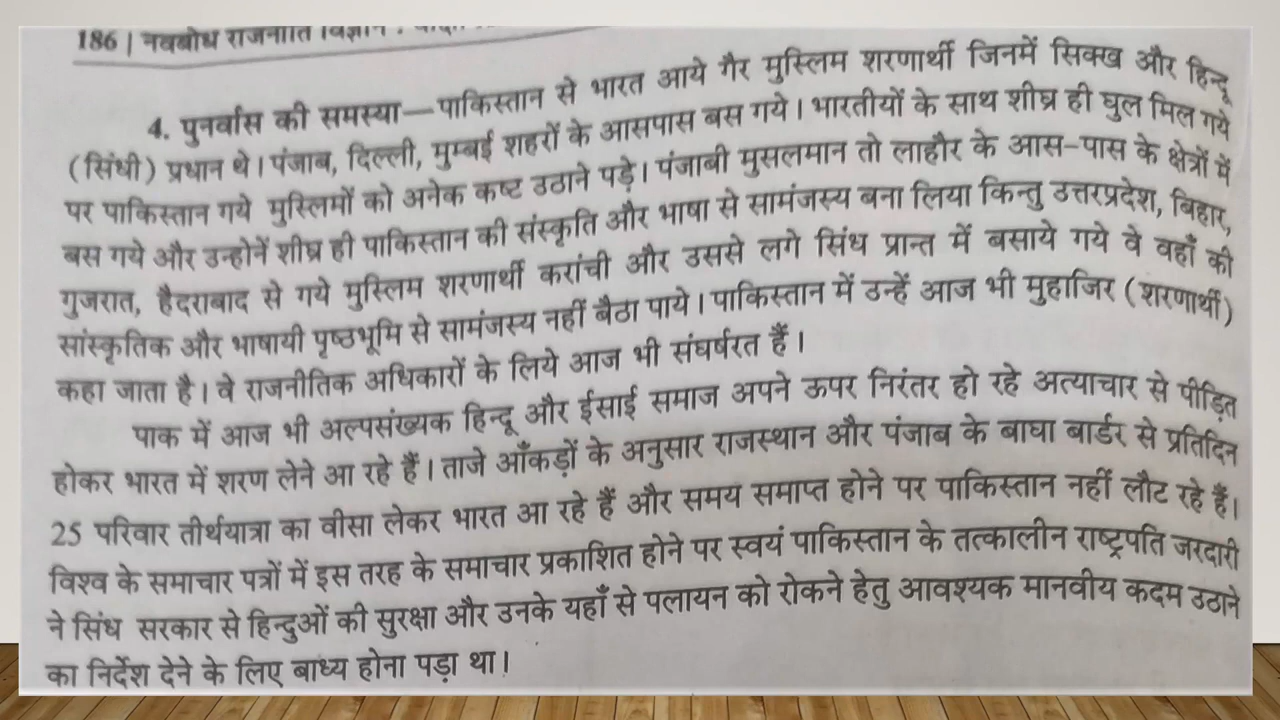 186 | नवबोध राजनीति विज्ञान :
4. पुनर्वास की समस्या—पाकिस्तान से भारत आये गैर मुस्लिम शरणार्थी जिनमें सिक्ख और हिन्दू
(सिंधी) प्रधान थे। पंजाब, दिल्ली, मुम्बई शहरों के आसपास बस गये। भारतीयों के साथ शीघ्र ही घुल मिल गये
पर पाकिस्तान गये मुस्लिमों को अनेक कष्ट उठाने पड़े। पंजाबी मुसलमान तो लाहौर के आस-पास के क्षेत्रों में
बस गये और उन्होनें शीघ्र ही पाकिस्तान की संस्कृति और भाषा से सामंजस्य बना लिया किन्तु उत्तरप्रदेश, बिहार,
गुजरात, हैदराबाद से गये मुस्लिम शरणार्थी करांची और उससे लगे सिंध प्रान्त में बसाये गये वे वहाँ की
सांस्कृतिक और भाषायी पृष्ठभूमि से सामंजस्य नहीं बैठा पाये। पाकिस्तान में उन्हें आज भी मुहाजिर (शरणार्थी)
कहा जाता है। वे राजनीतिक अधिकारों के लिये आज भी संघर्षरत हैं।
पाक में आज भी अल्पसंख्यक हिन्दू और ईसाई समाज अपने ऊपर निरंतर हो रहे अत्याचार से पीड़ित
होकर भारत में शरण लेने आ रहे हैं। ताजे आँकड़ों के अनुसार राजस्थान और पंजाब के बाघा बार्डर से प्रतिदिन
25 परिवार तीर्थयात्रा का वीसा लेकर भारत आ रहे हैं और समय समाप्त होने पर पाकिस्तान नहीं लौट रहे हैं।
विश्व के समाचार पत्रों में इस तरह के समाचार प्रकाशित होने पर स्वयं पाकिस्तान के तत्कालीन राष्ट्रपति जरदारी
ने सिंध सरकार से हिन्दुओं की सुरक्षा और उनके यहाँ से पलायन को रोकने हेतु आवश्यक मानवीय कदम उठाने
का निर्देश देने के लिए बाध्य होना पड़ा था।